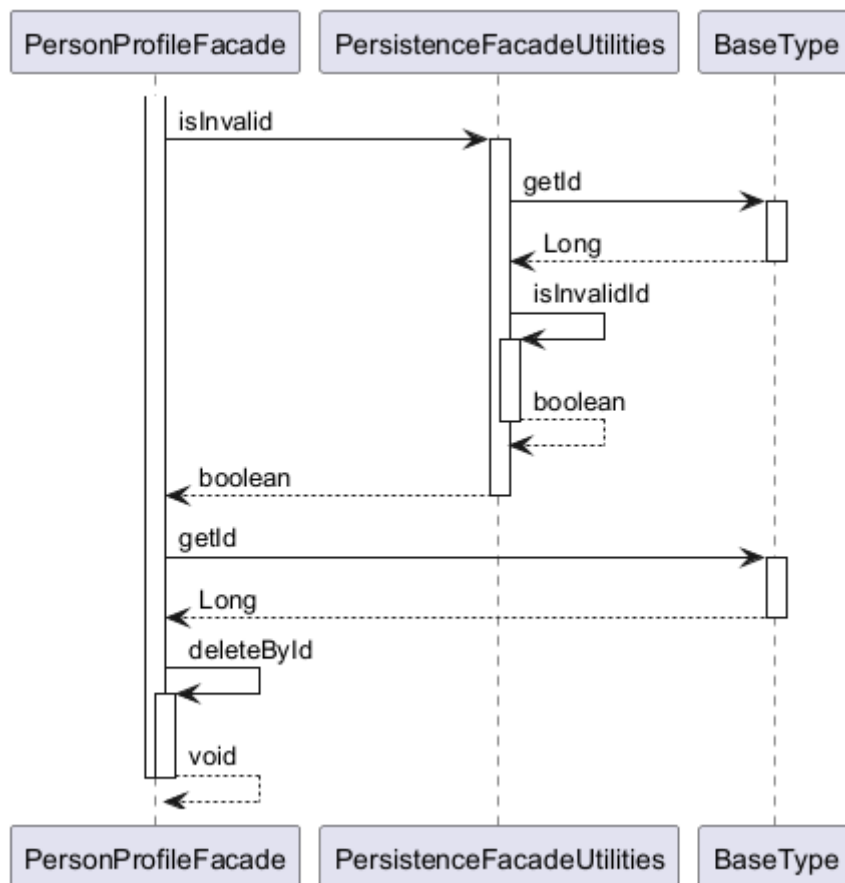 PersonProfileFacade PersistenceFacadeUtilities BaseType
isInvalid
getId
Long
isInvalidId
boolean
boolean
getId
Long
deleteById
void
PersonProfileFacade PersistenceFacadeUtilities BaseType